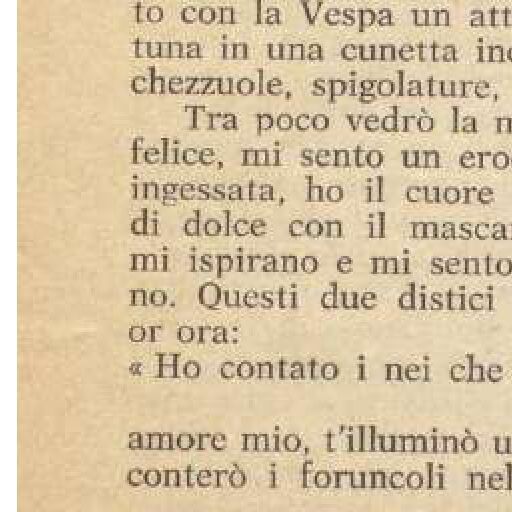 to con la Vespa un att
tuna in una cunetta inc
chezzuole, spigolature,
Tra poco vedrò la m
felice, mi sento un ero
ingessata, ho il cuore
di dolce con il masca
mi ispirano e mi sento
no. Questi due distici
or ora:
« Ho contato i nei che
amore mio, t'illuminò u
conterò i foruncoli nel